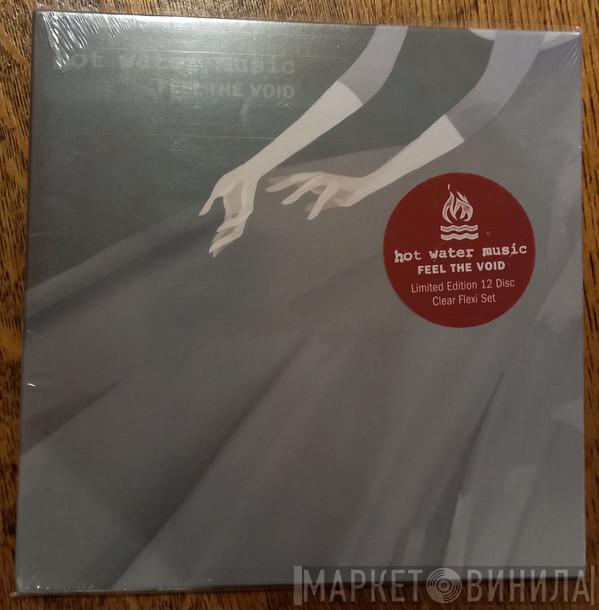 hot water music
FEEL THE VOID
hot water music
FEEL THE VOID
Limited Edition 12 Disc
Clear Flexi Set
МАРКЕТ ВИНИЛА